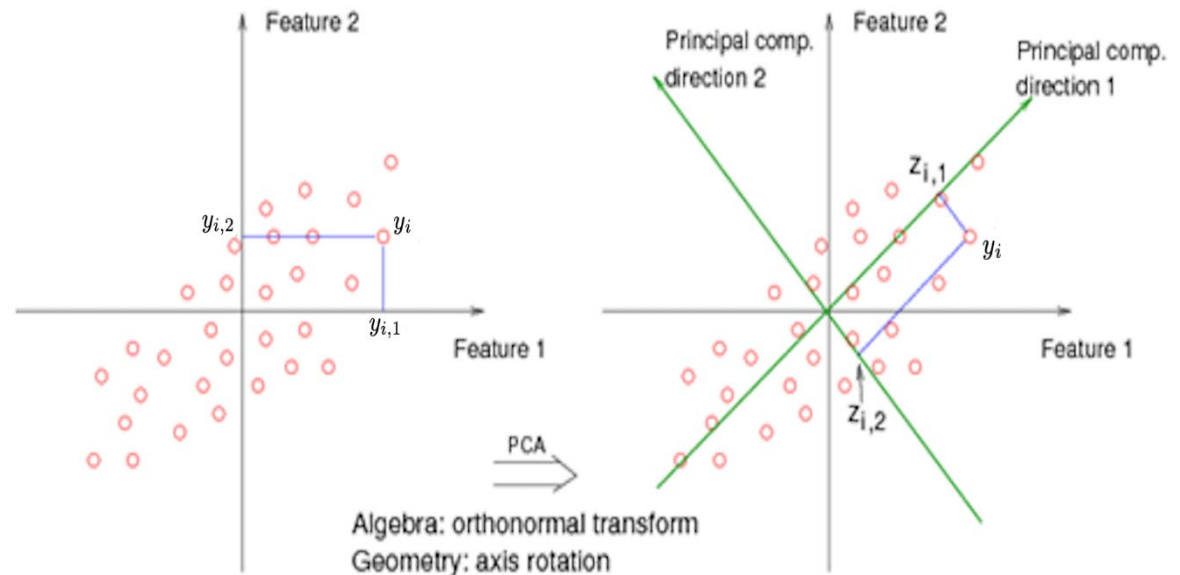 Feature 2
y_{i,2}
y_i
y_{i,1}
Feature 1
PCA
Algebra: orthonormal transform
Geometry: axis rotation
Principal comp.
direction 2
Feature 2
Principal comp.
direction 1
z_{i,1}
y_i
Feature 1
z_{i,2}